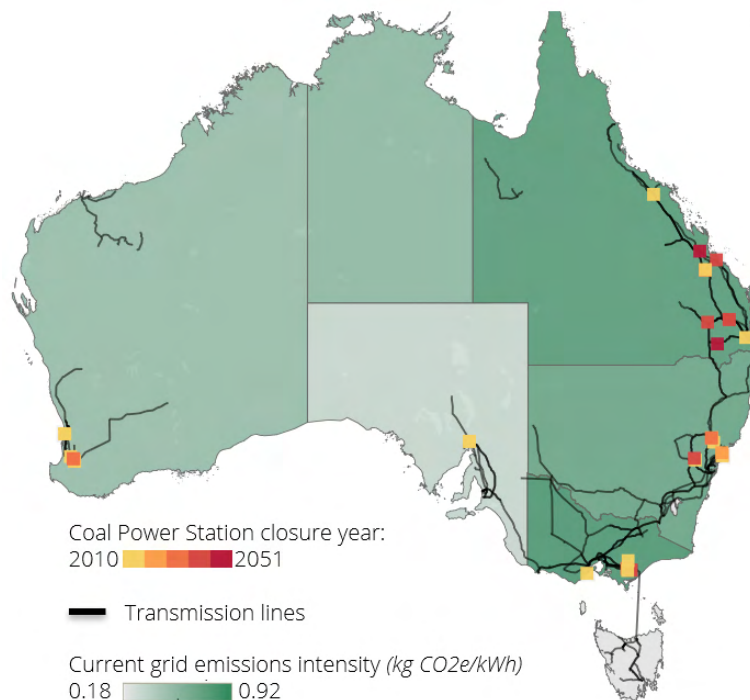 Coal Power Station closure year:
2010 2051
Transmission lines
Current grid emissions intensity (kg CO2e/kWh)
0.18 0.92